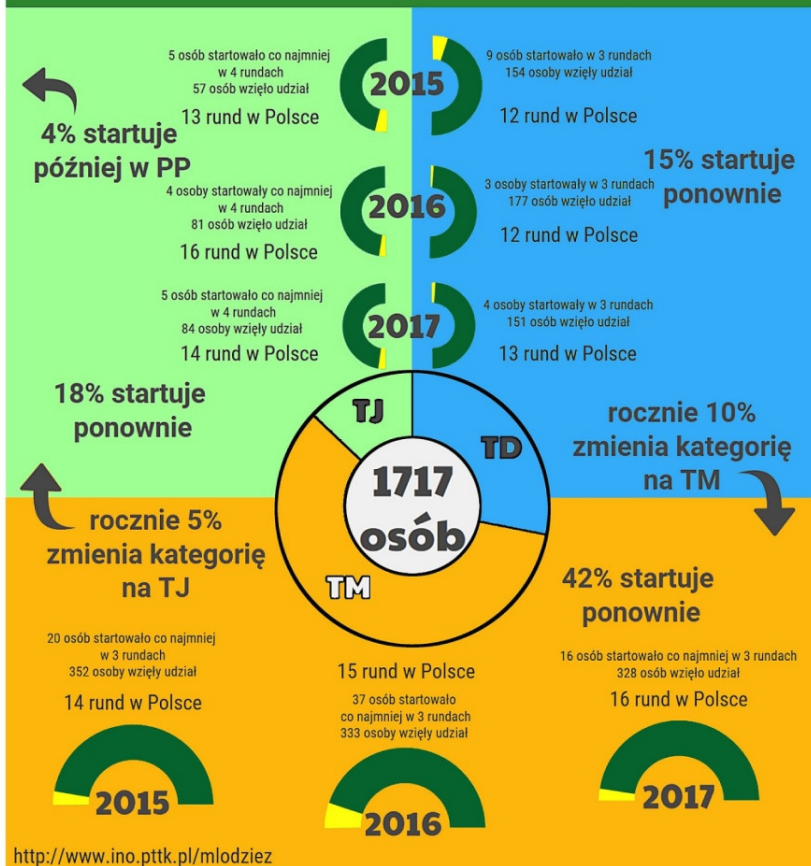 5 osób startowało co najmniej
w 4 rundach
57 osób wzięło udział
13 rund w Polsce
2015
9 osób startowało w 3 rundach
154 osoby wzięły udział
12 rund w Polsce
4% startuje
później w PP
15% startuje
ponownie
4 osoby startowały co najmniej
w 4 rundach
81 osób wzięło udział
16 rund w Polsce
2016
3 osoby startowały w 3 rundach
177 osób wzięło udział
12 rund w Polsce
5 osób startowało co najmniej
w 4 rundach
84 osoby wzięły udział
14 rund w Polsce
2017
4 osoby startowały w 3 rundach
151 osób wzięło udział
13 rund w Polsce
18% startuje
ponownie
TJ
TD
1717
osób
TM
rocznie 10%
zmienia kategorię
na TM
rocznie 5%
zmienia kategorię
na TJ
42% startuje
ponownie
20 osób startowało co najmniej
w 3 rundach
352 osoby wzięły udział
14 rund w Polsce
2015
15 rund w Polsce
37 osób startowało
co najmniej w 3 rundach
333 osoby wzięły udział
2016
16 osób startowało co najmniej w 3 rundach
328 osób wzięło udział
16 rund w Polsce
2017
http://www.ino.pttk.pl/mlodziez